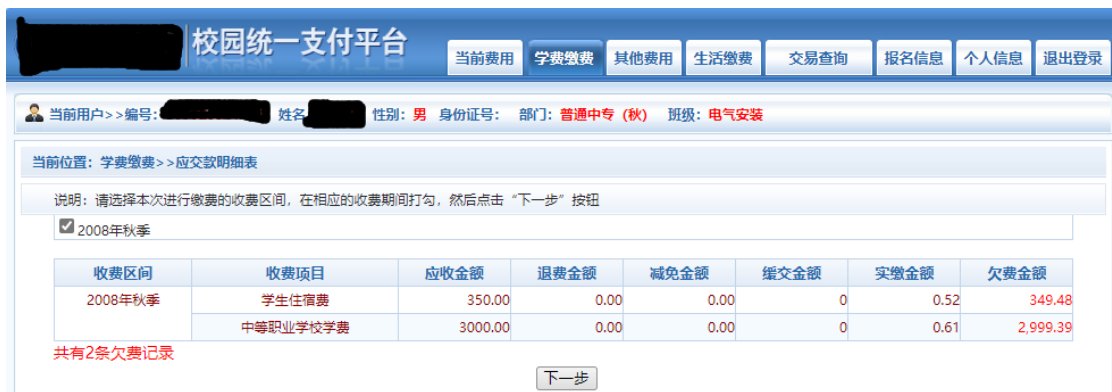 校园统一支付平台
当前费用 学费缴费 其他费用 生活缴费 交易查询 报名信息 个人信息 退出登录
当前用户>>编号: 姓名 性别: 男 身份证号: 部门: 普通中专 (秋) 班级: 电气安装
当前位置: 学费缴费>>应交款明细表
说明: 请选择本次进行缴费的收费区间, 在相应的收费期间打勾, 然后点击 “下一步” 按钮
2008年秋季
收费区间 收费项目 应收金额 退费金额 减免金额 缓交金额 实缴金额 欠费金额
2008年秋季 学生住宿费 350.00 0.00 0.00 0 0.52 349.48
中等职业学校学费 3000.00 0.00 0.00 0 0.61 2,999.39
共有2条欠费记录
下一步